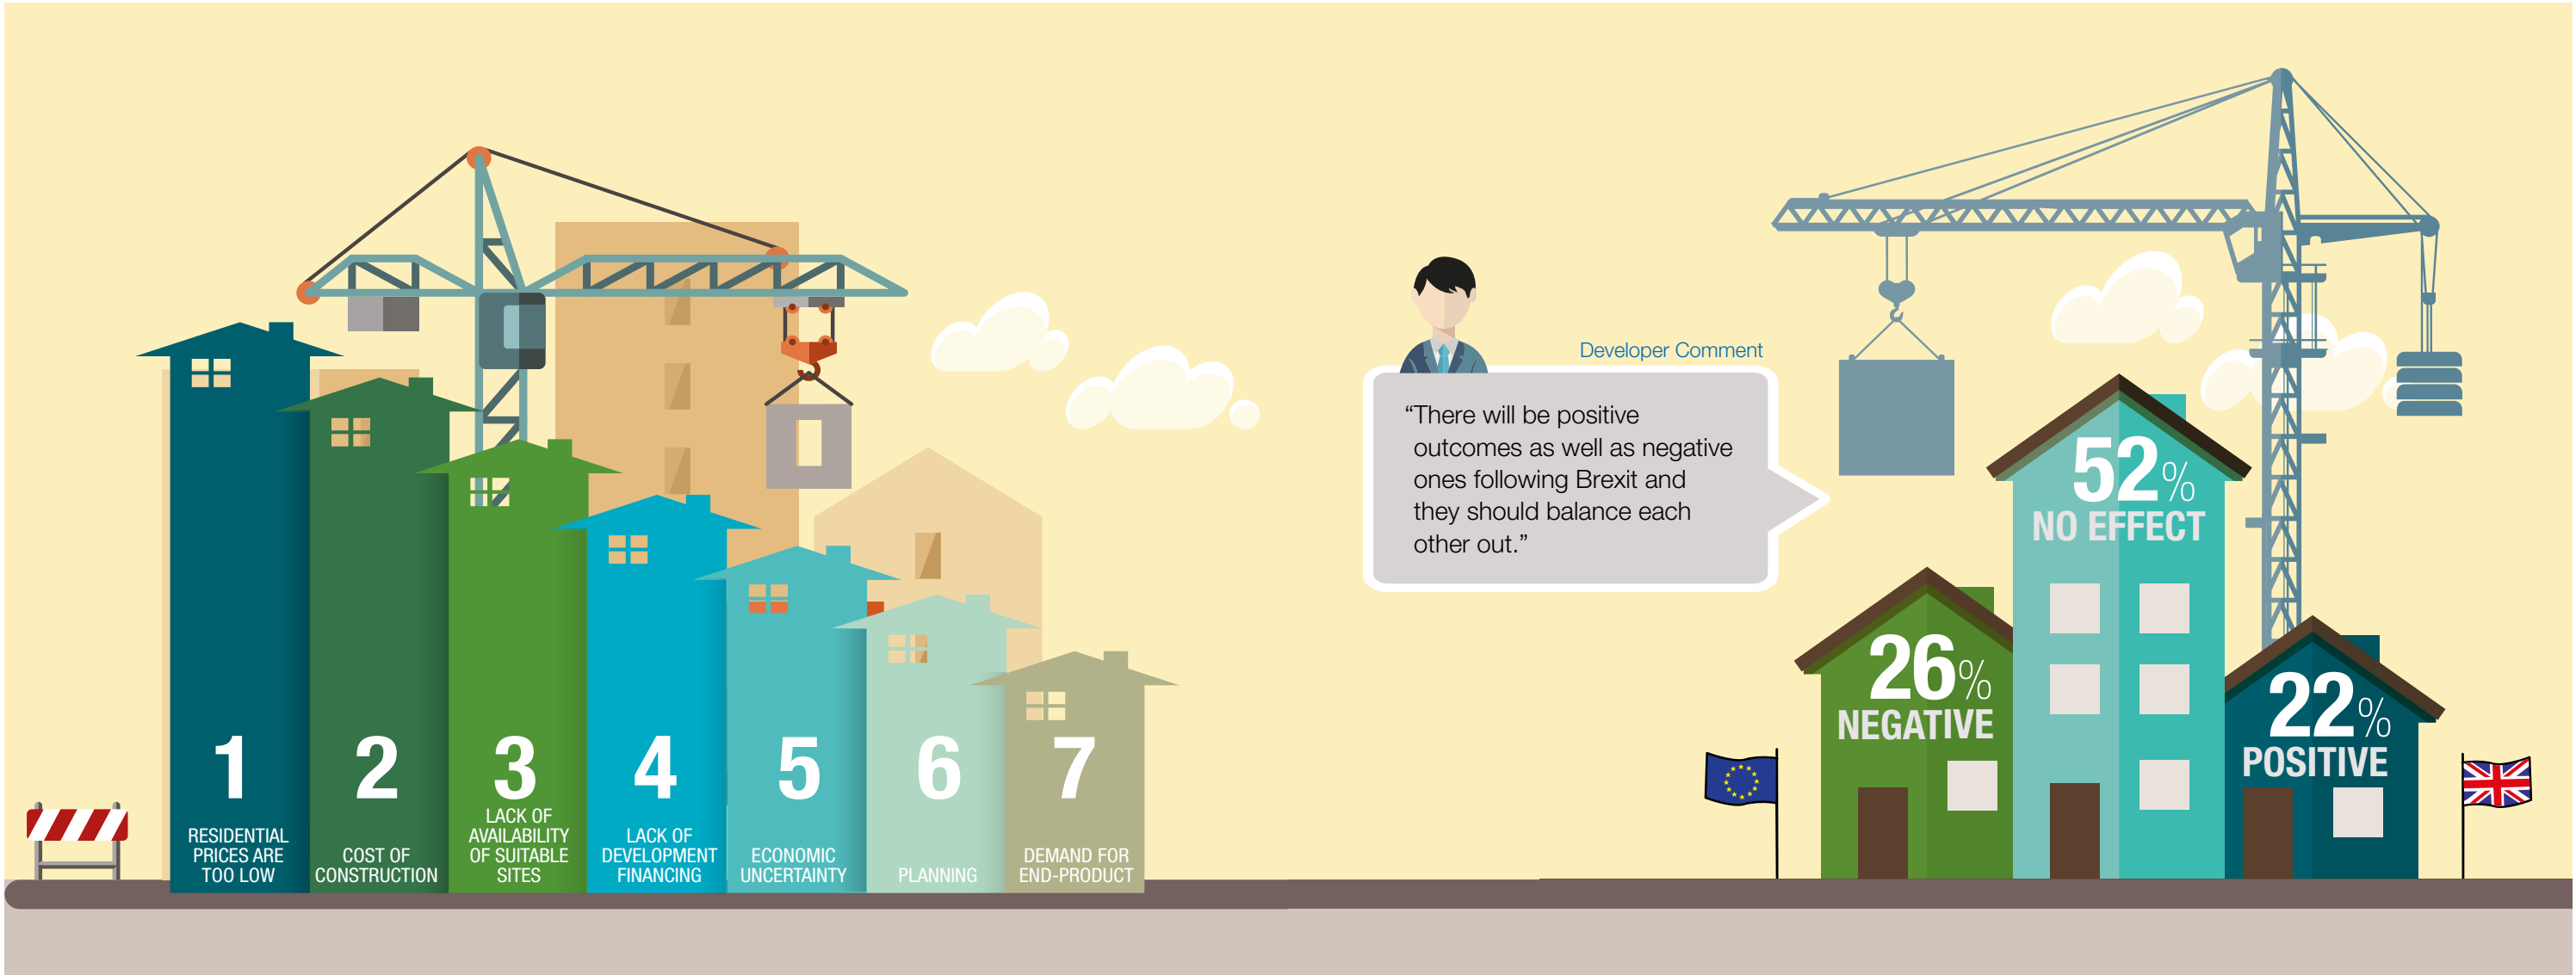 1
RESIDENTIAL
PRICES ARE
TOO LOW
2
COST OF
CONSTRUCTION
3
LACK OF
AVAILABILITY
OF SUITABLE
SITES
4
LACK OF
DEVELOPMENT
FINANCING
5
ECONOMIC
UNCERTAINTY
6
PLANNING
7
DEMAND FOR
END-PRODUCT
Developer Comment
“There will be positive
outcomes as well as negative
ones following Brexit and
they should balance each
other out.”
26%
NEGATIVE
52%
NO EFFECT
22%
POSITIVE